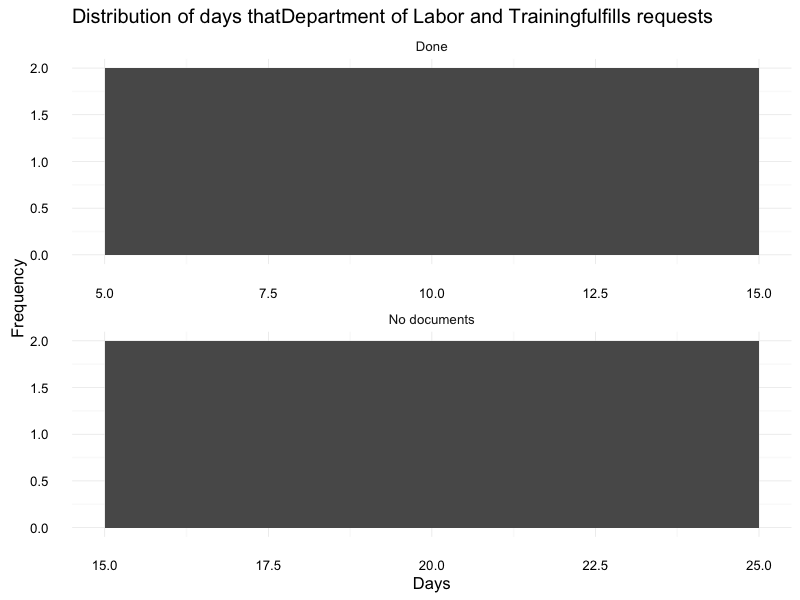 Distribution of days thatDepartment of Labor and Trainingfulfills requests
Done
2.0
1.5
1.0
0.5
0.0
5.0 7.5 10.0 12.5 15.0
Frequency
No documents
2.0
1.5
1.0
0.5
0.0
15.0 17.5 20.0 22.5 25.0
Days